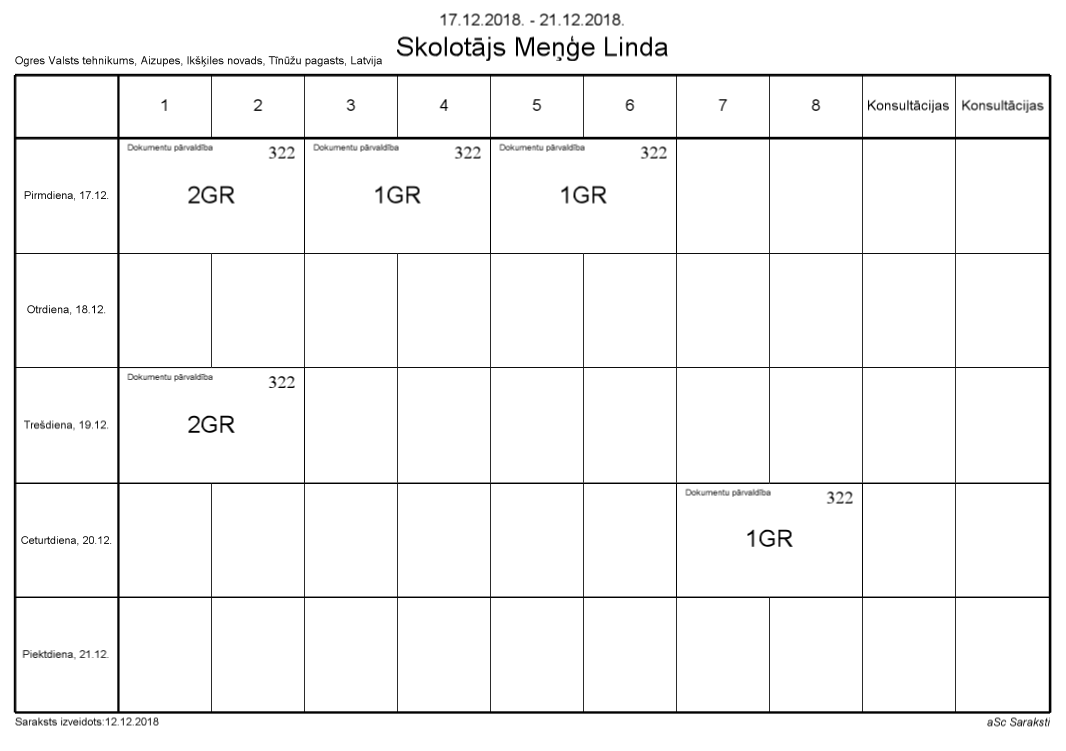 17.12.2018. - 21.12.2018.
Skolotājs Meņģe Linda
Ogres Valsts tehnikums, Aizupes, Ikšķiles novads, Tīnūžu pagasts, Latvija
1 2 3 4 5 6 7 8 Konsultācijas Konsultācijas
Dokumentu pārvaldība 322 Dokumentu pārvaldība 322 Dokumentu pārvaldība 322
Pirmdiena, 17.12. 2GR 1GR 1GR
Otrdiena, 18.12.
Dokumentu pārvaldība 322
Trešdiena, 19.12. 2GR
Dokumentu pārvaldība 322
Ceturtdiena, 20.12. 1GR
Piektdiena, 21.12.
Saraksts izveidots:12.12.2018 aSc Saraksti